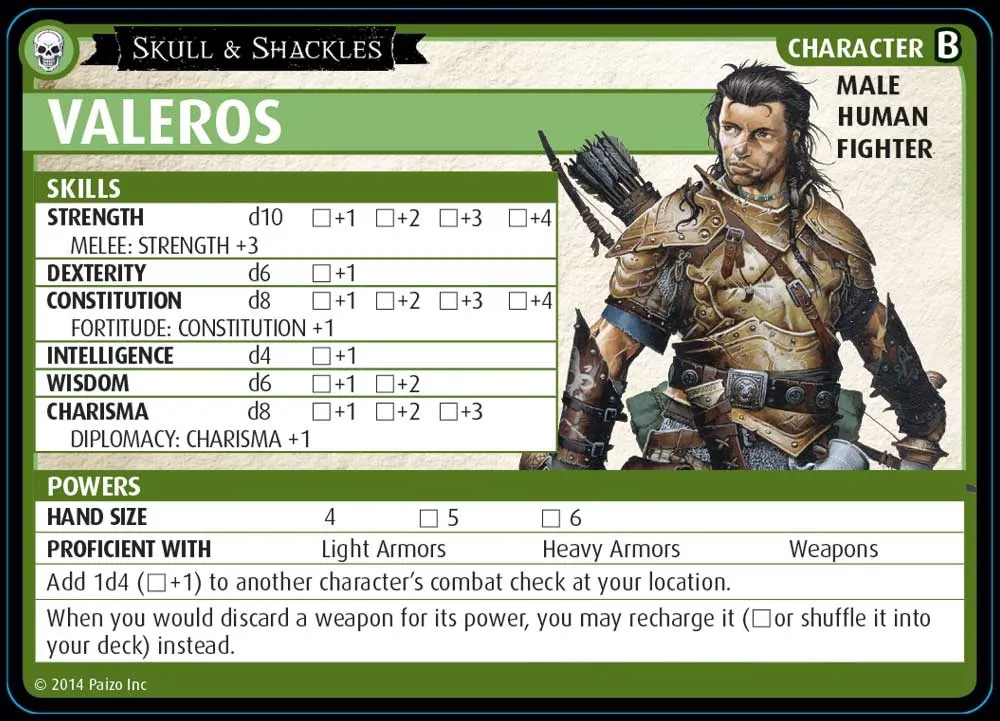 SKULL & SHACKLES
CHARACTER B
VALEROS
MALE
HUMAN
FIGHTER
SKILLS
STRENGTH d10 □+1 □+2 □+3 □+4
MELEE: STRENGTH +3
DEXTERITY d6 □+1
CONSTITUTION d8 □+1 □+2 □+3 □+4
FORTITUDE: CONSTITUTION +1
INTELLIGENCE d4 □+1
WISDOM d6 □+1 □+2
CHARISMA d8 □+1 □+2 □+3
DIPLOMACY: CHARISMA +1
POWERS
HAND SIZE 4 □ 5 □ 6
PROFICIENT WITH Light Armors Heavy Armors Weapons
Add 1d4 (□+1) to another character’s combat check at your location.
When you would discard a weapon for its power, you may recharge it (□or shuffle it into
your deck) instead.
© 2014 Paizo Inc